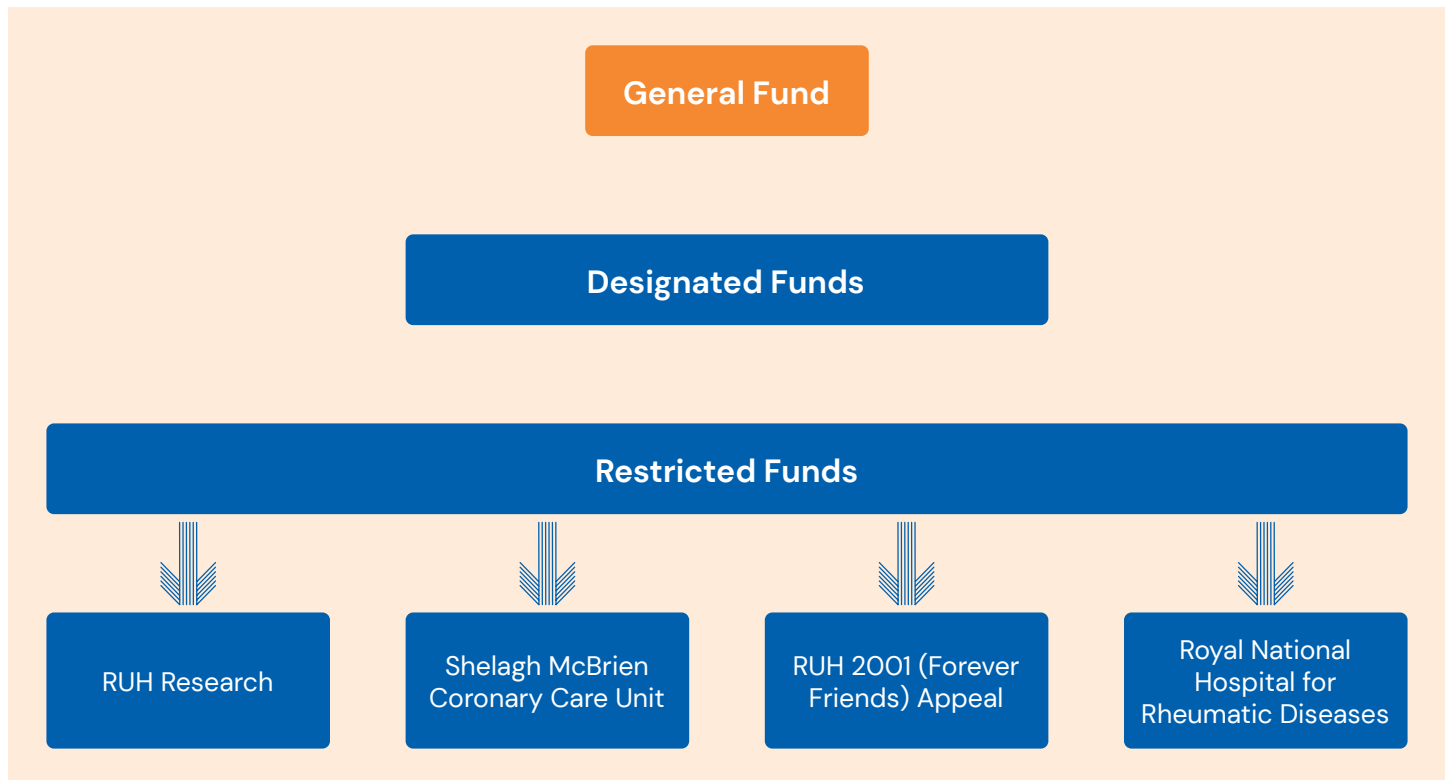 General Fund
Designated Funds
Restricted Funds
RUH Research
Shelagh McBrien
Coronary Care Unit
RUH 2001 (Forever
Friends) Appeal
Royal National
Hospital for
Rheumatic Diseases